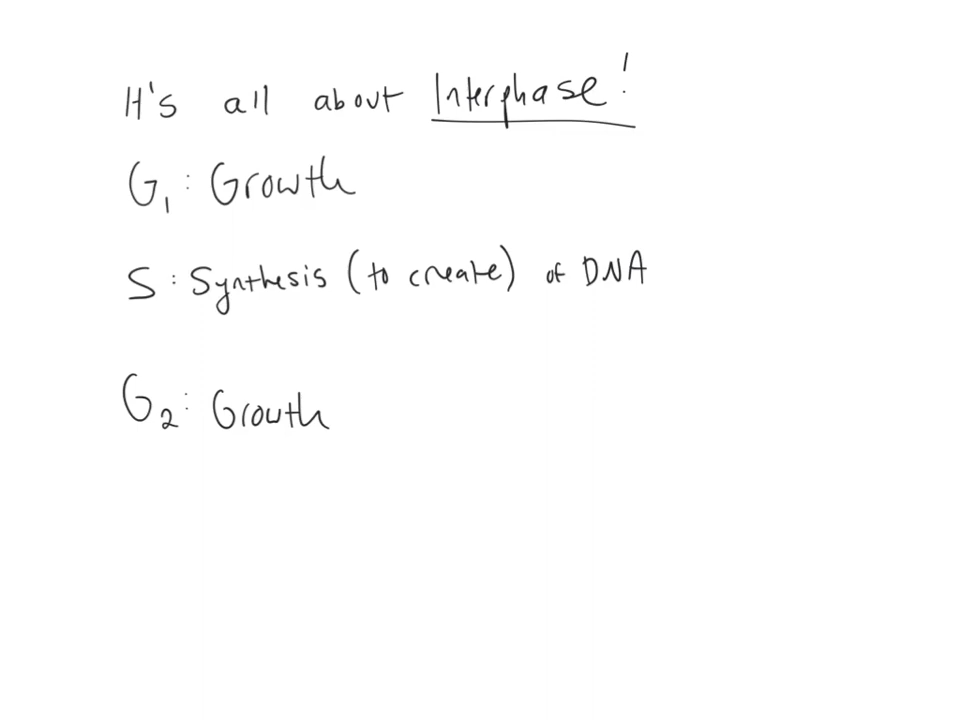 It's all about Interphase!
G₁: Growth
S: Synthesis (to create) of DNA
G₂: Growth